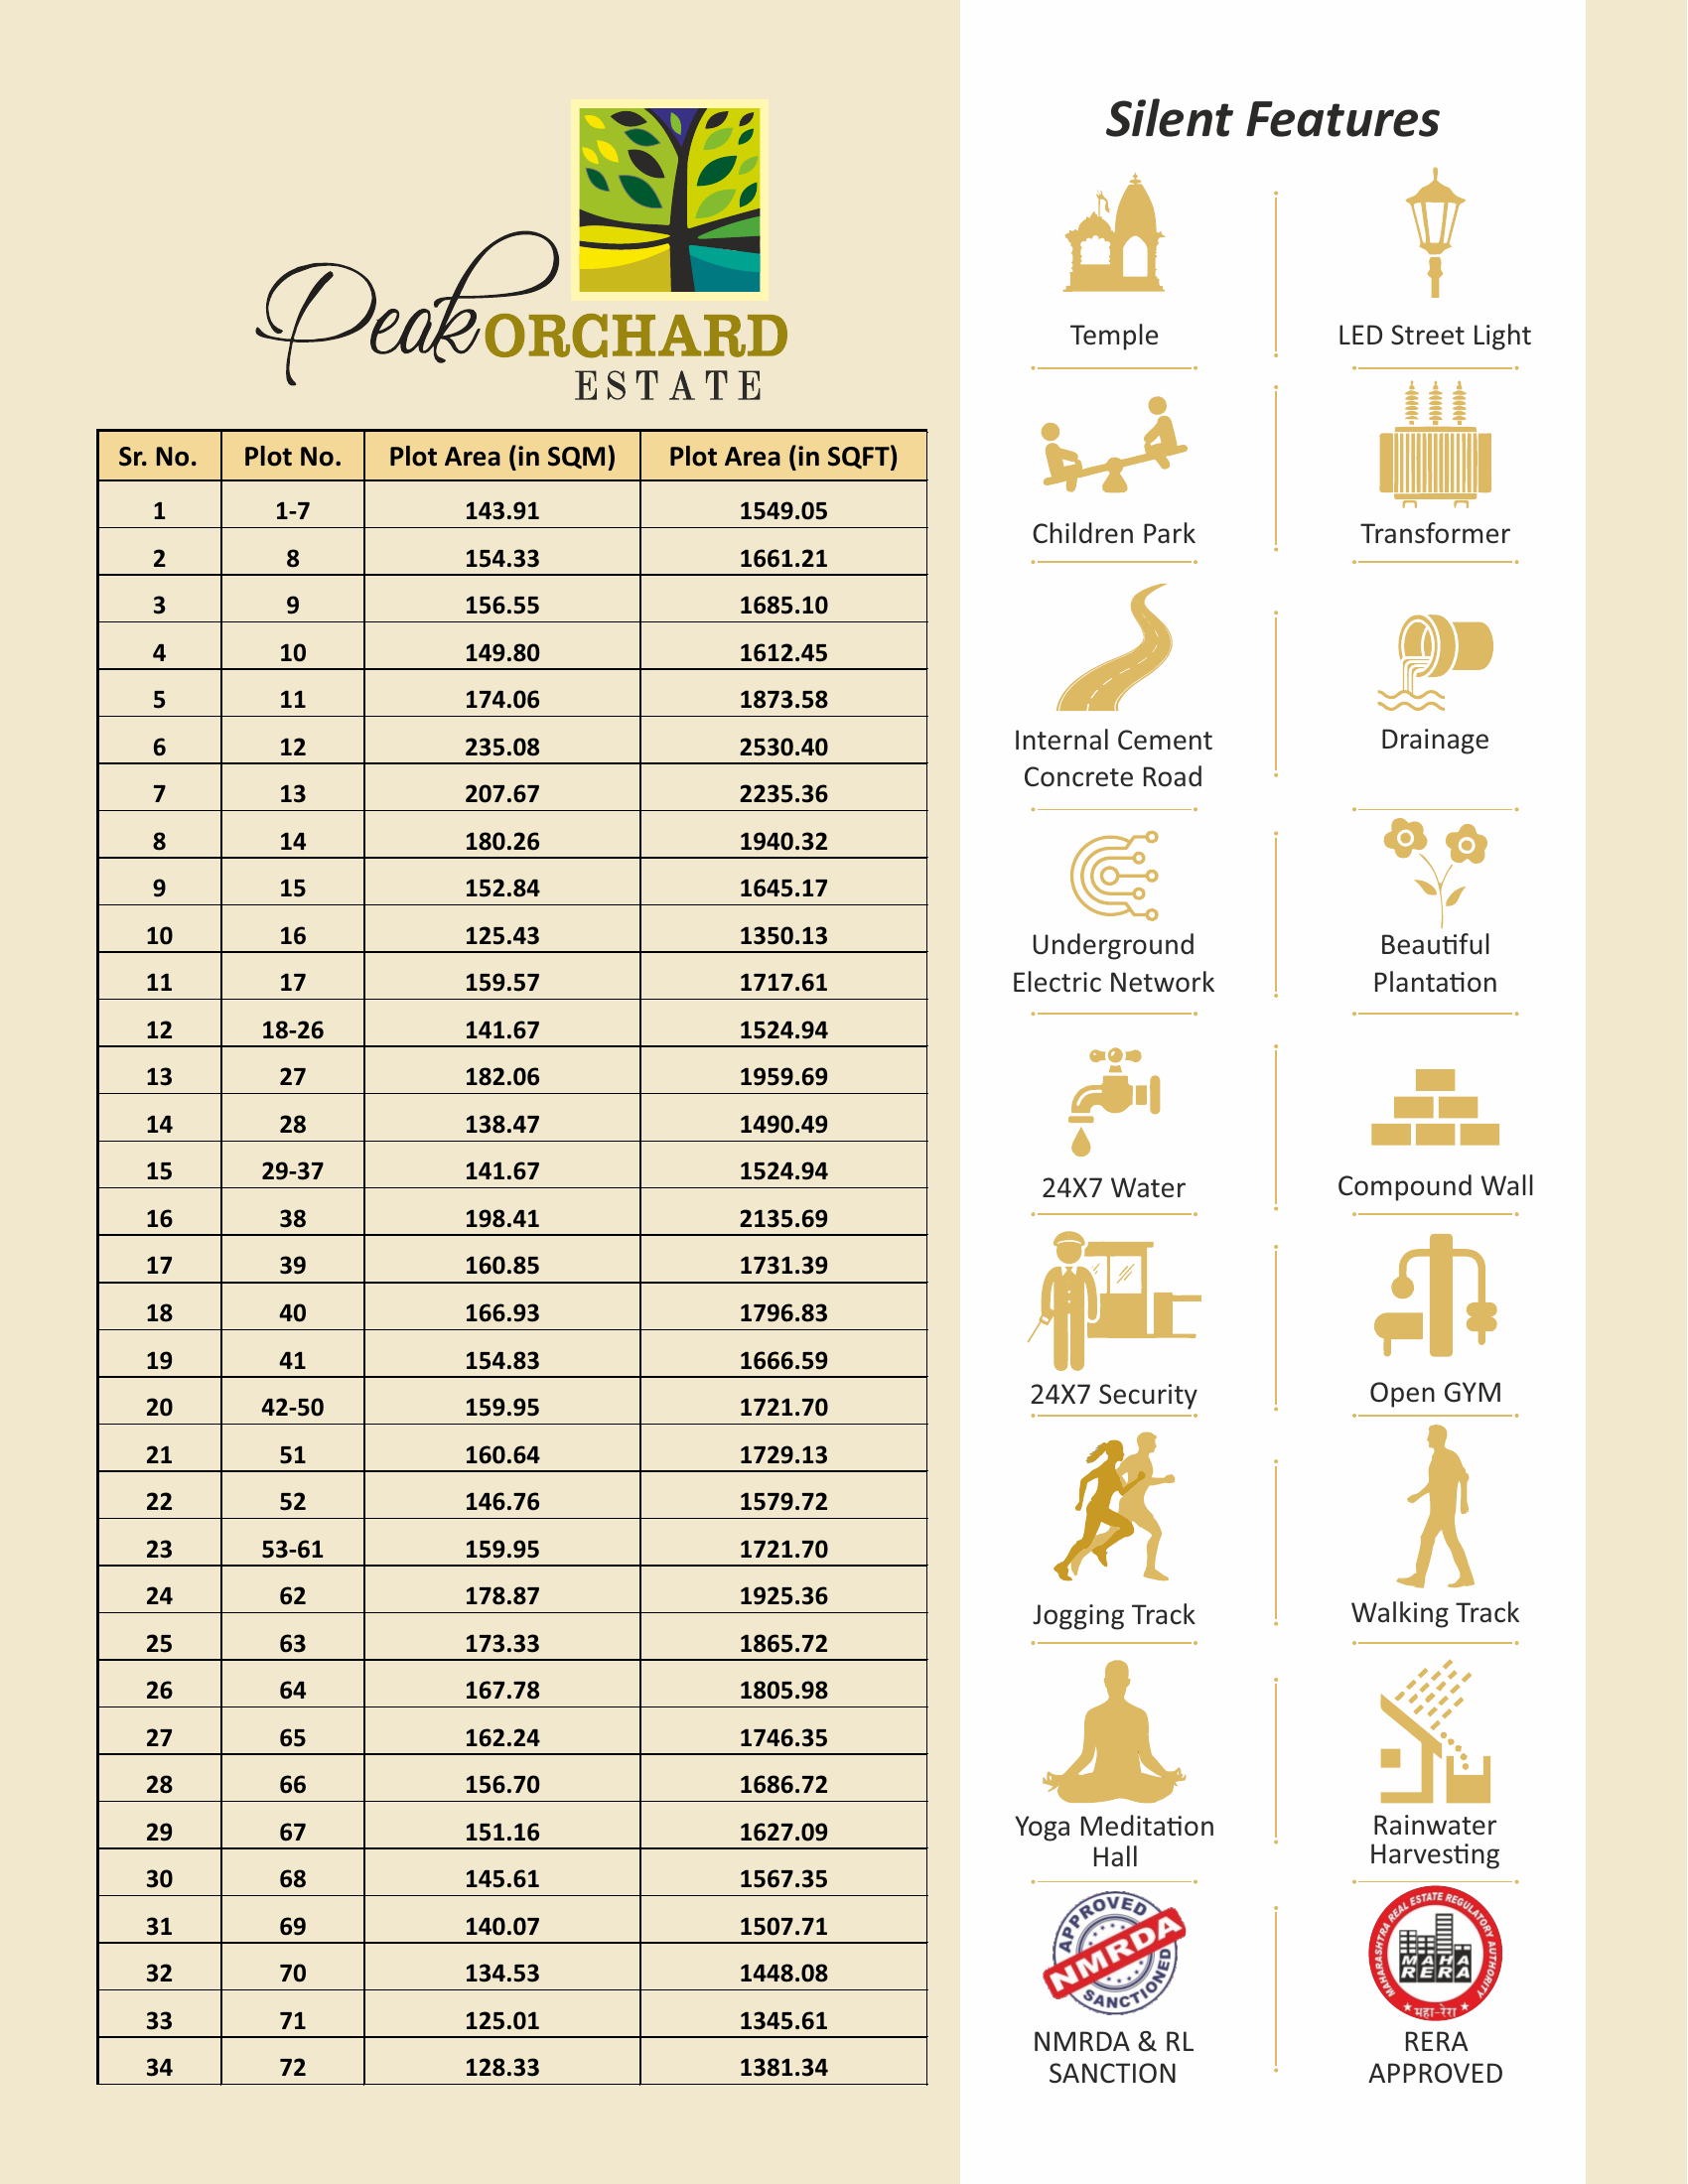 Peak ORCHARD
ESTATE
Sr. No. Plot No. Plot Area (in SQM) Plot Area (in SQFT)
1 1-7 143.91 1549.05
2 8 154.33 1661.21
3 9 156.55 1685.10
4 10 149.80 1612.45
5 11 174.06 1873.58
6 12 235.08 2530.40
7 13 207.67 2235.36
8 14 180.26 1940.32
9 15 152.84 1645.17
10 16 125.43 1350.13
11 17 159.57 1717.61
12 18-26 141.67 1524.94
13 27 182.06 1959.69
14 28 138.47 1490.49
15 29-37 141.67 1524.94
16 38 198.41 2135.69
17 39 160.85 1731.39
18 40 166.93 1796.83
19 41 154.83 1666.59
20 42-50 159.95 1721.70
21 51 160.64 1729.13
22 52 146.76 1579.72
23 53-61 159.95 1721.70
24 62 178.87 1925.36
25 63 173.33 1865.72
26 64 167.78 1805.98
27 65 162.24 1746.35
28 66 156.70 1686.72
29 67 151.16 1627.09
30 68 145.61 1567.35
31 69 140.07 1507.71
32 70 134.53 1448.08
33 71 125.01 1345.61
34 72 128.33 1381.34
Silent Features
Temple
LED Street Light
Children Park
Transformer
Internal Cement
Concrete Road
Drainage
Underground
Electric Network
Beautiful
Plantation
24X7 Water
Compound Wall
24X7 Security
Open GYM
Jogging Track
Walking Track
Yoga Meditation
Hall
Rainwater
Harvesting
APPROVED
NMRDA
SANCTIONED
NMRDA & RL
SANCTION
MAHARASHTRA REAL ESTATE REGULATORY AUTHORITY
MAHA
RERA
महा-रेरा
RERA
APPROVED